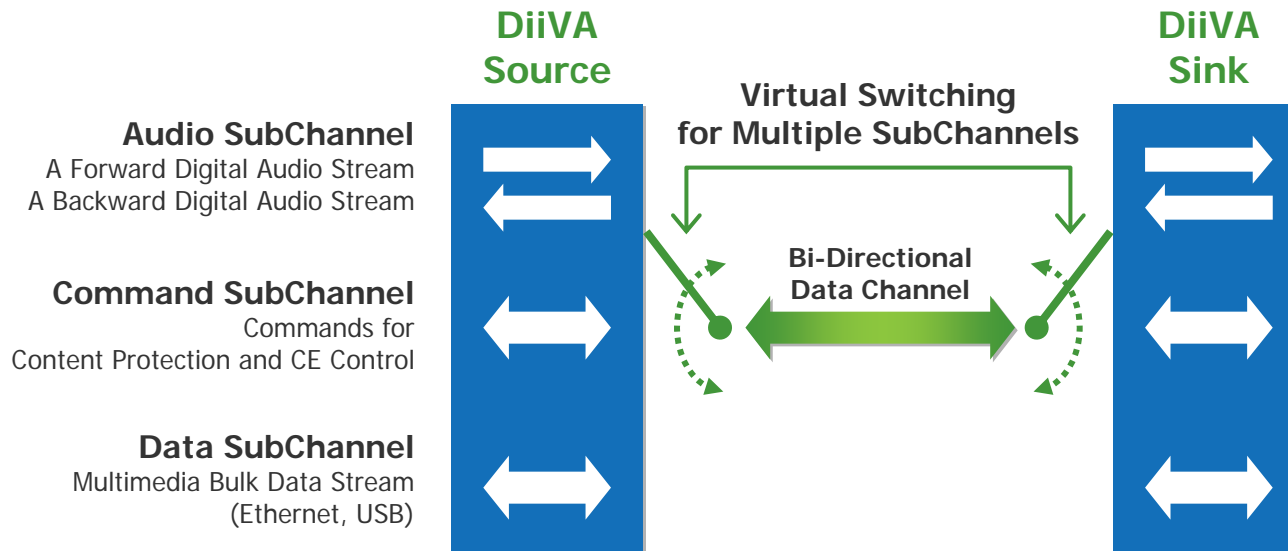 DiiVA
Source
DiiVA
Sink
Virtual Switching
for Multiple SubChannels
Audio SubChannel
A Forward Digital Audio Stream
A Backward Digital Audio Stream
Bi-Directional
Data Channel
Command SubChannel
Commands for
Content Protection and CE Control
Data SubChannel
Multimedia Bulk Data Stream
(Ethernet, USB)